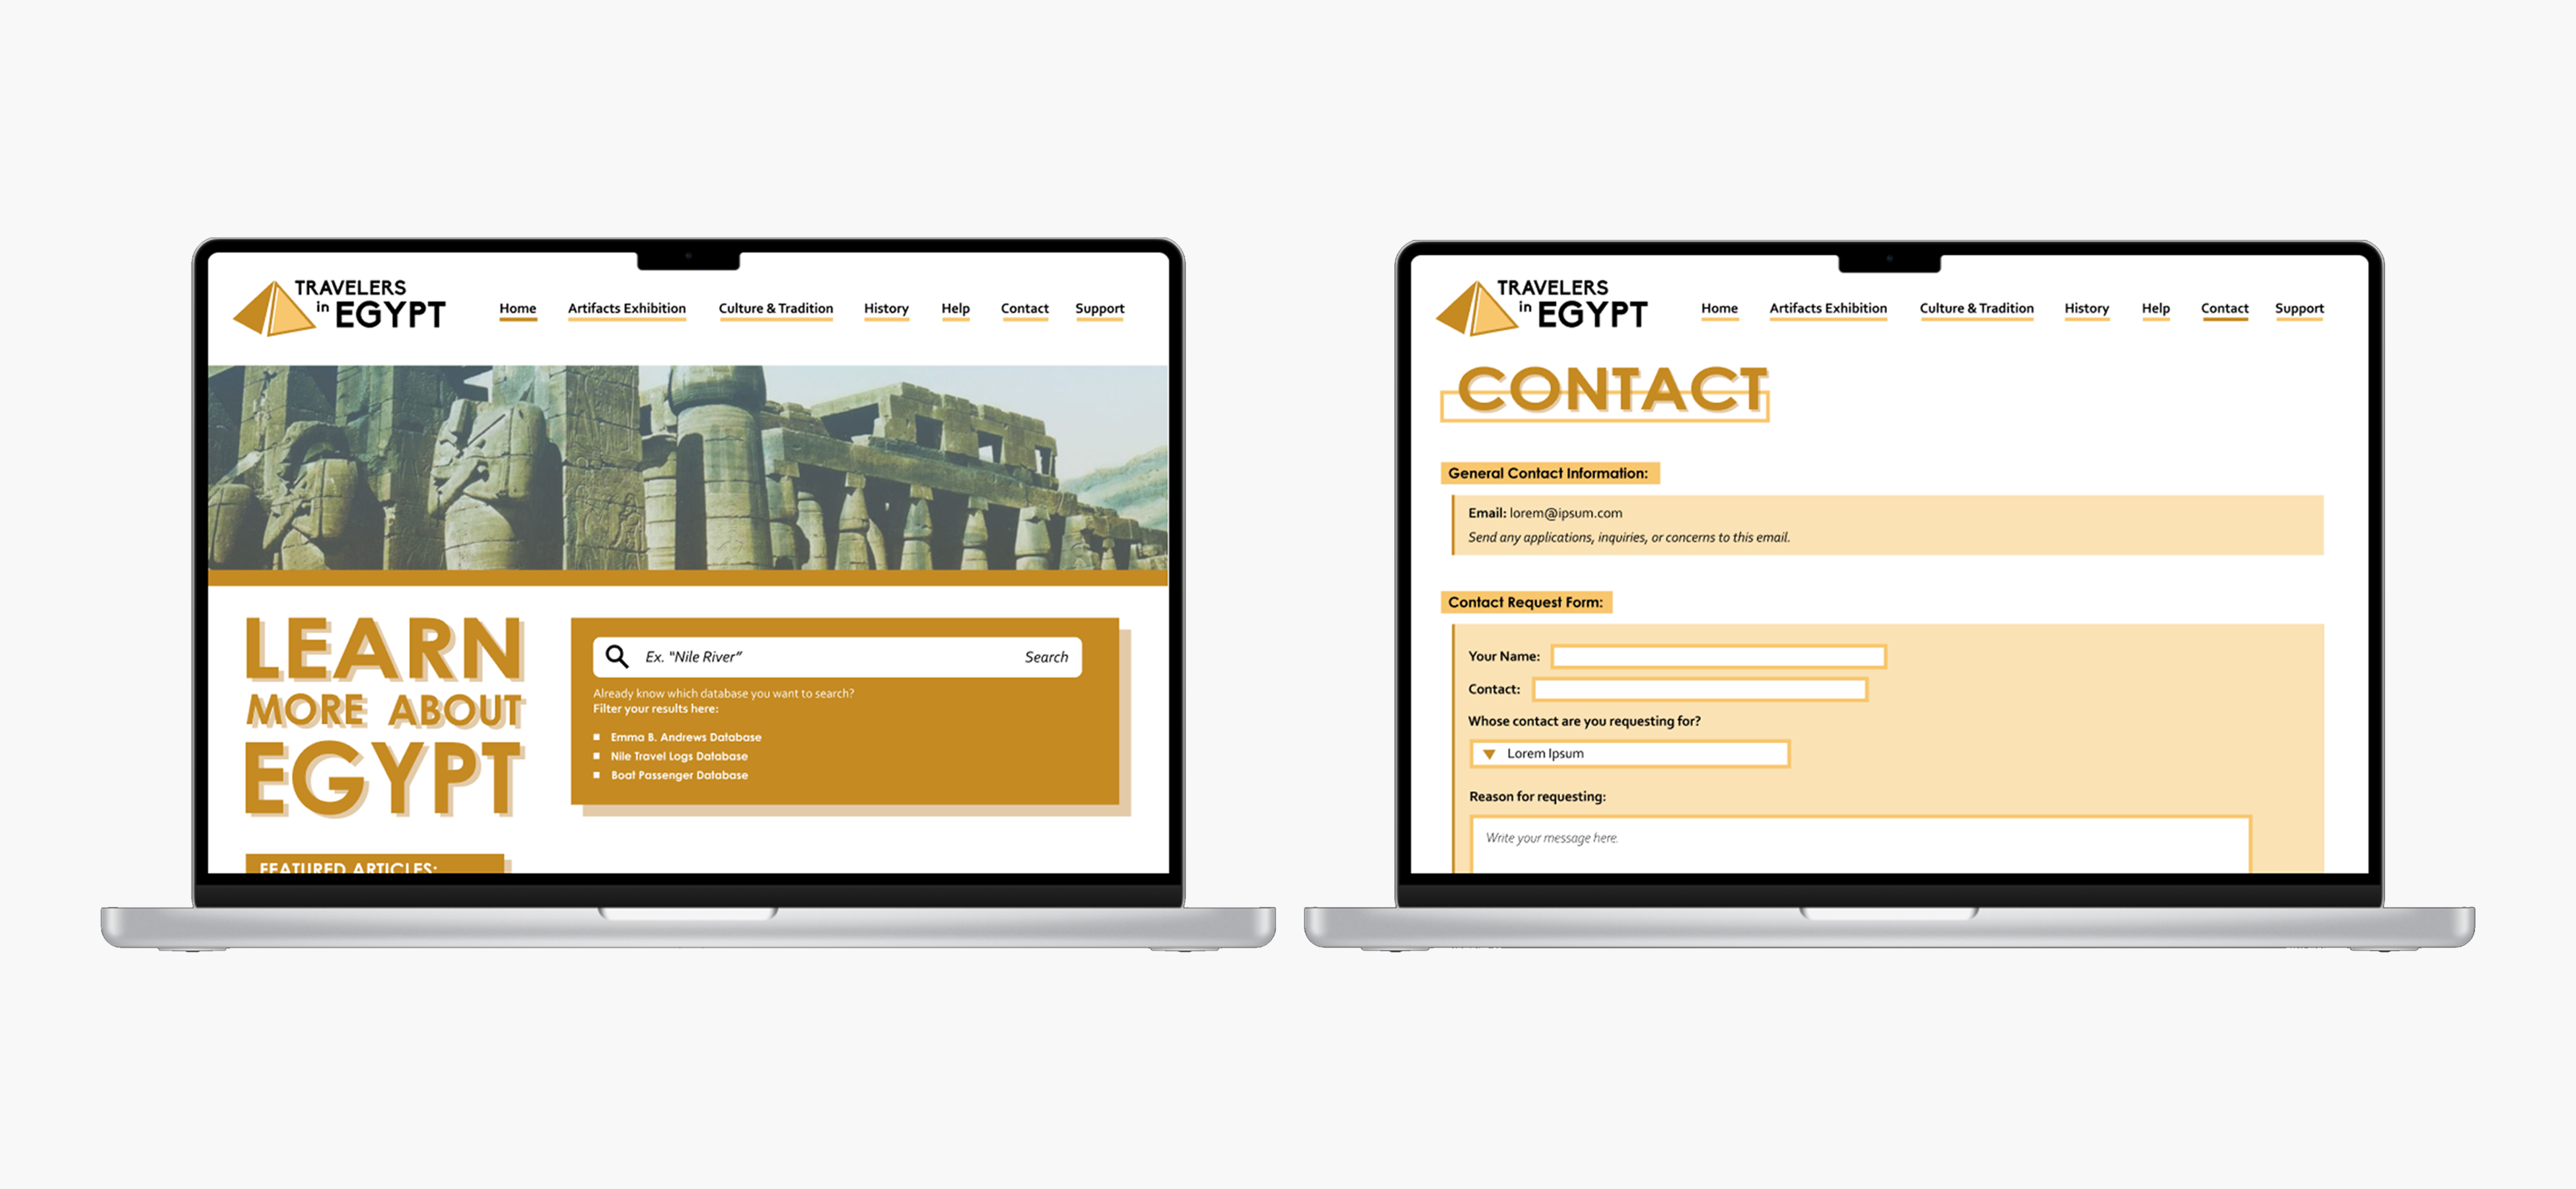 TRAVELERS
in EGYPT
Home Artifacts Exhibition Culture & Tradition History Help Contact Support
LEARN
MORE ABOUT
EGYPT
Ex. "Nile River" Search
Already know which database you want to search?
Filter your results here:
Emma B. Andrews Database
Nile Travel Logs Database
Boat Passenger Database
FEATURED ARTICLES:
TRAVELERS
in EGYPT
Home Artifacts Exhibition Culture & Tradition History Help Contact Support
CONTACT
General Contact Information:
Email: lorem@ipsum.com
Send any applications, inquiries, or concerns to this email.
Contact Request Form:
Your Name:
Contact:
Whose contact are you requesting for?
Lorem Ipsum
Reason for requesting:
Write your message here.